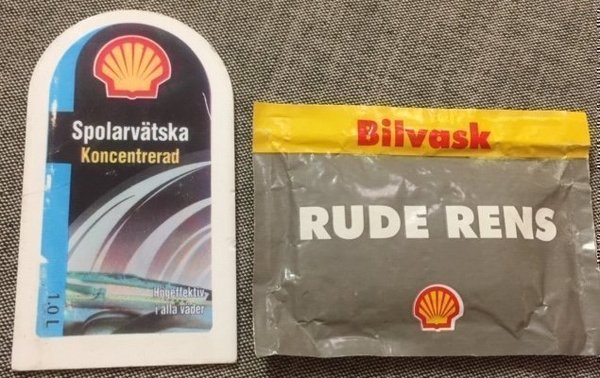 Spolarvätska
Koncentrerad
Högeffektiv
i alla väder
1.0 L
Bilvask
RUDE RENS